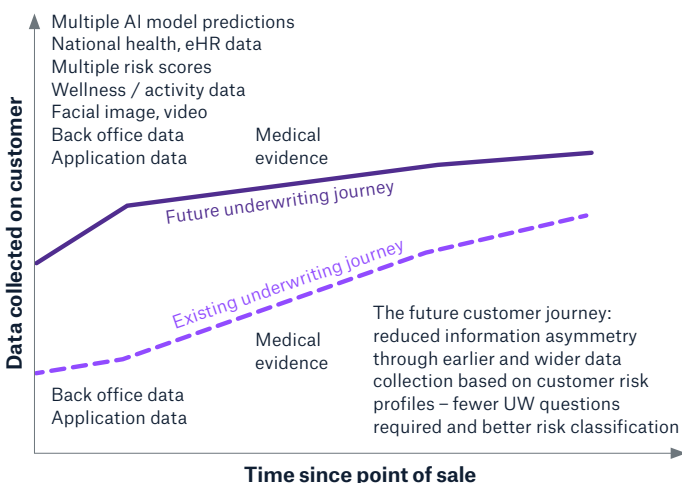 Multiple AI model predictions
National health, eHR data
Multiple risk scores
Wellness / activity data
Facial image, video
Back office data
Application data
Medical
evidence
Data collected on customer
Future underwriting journey
Existing underwriting journey
Medical
evidence
The future customer journey:
reduced information asymmetry
through earlier and wider data
collection based on customer risk
profiles – fewer UW questions
required and better risk classification
Back office data
Application data
Time since point of sale